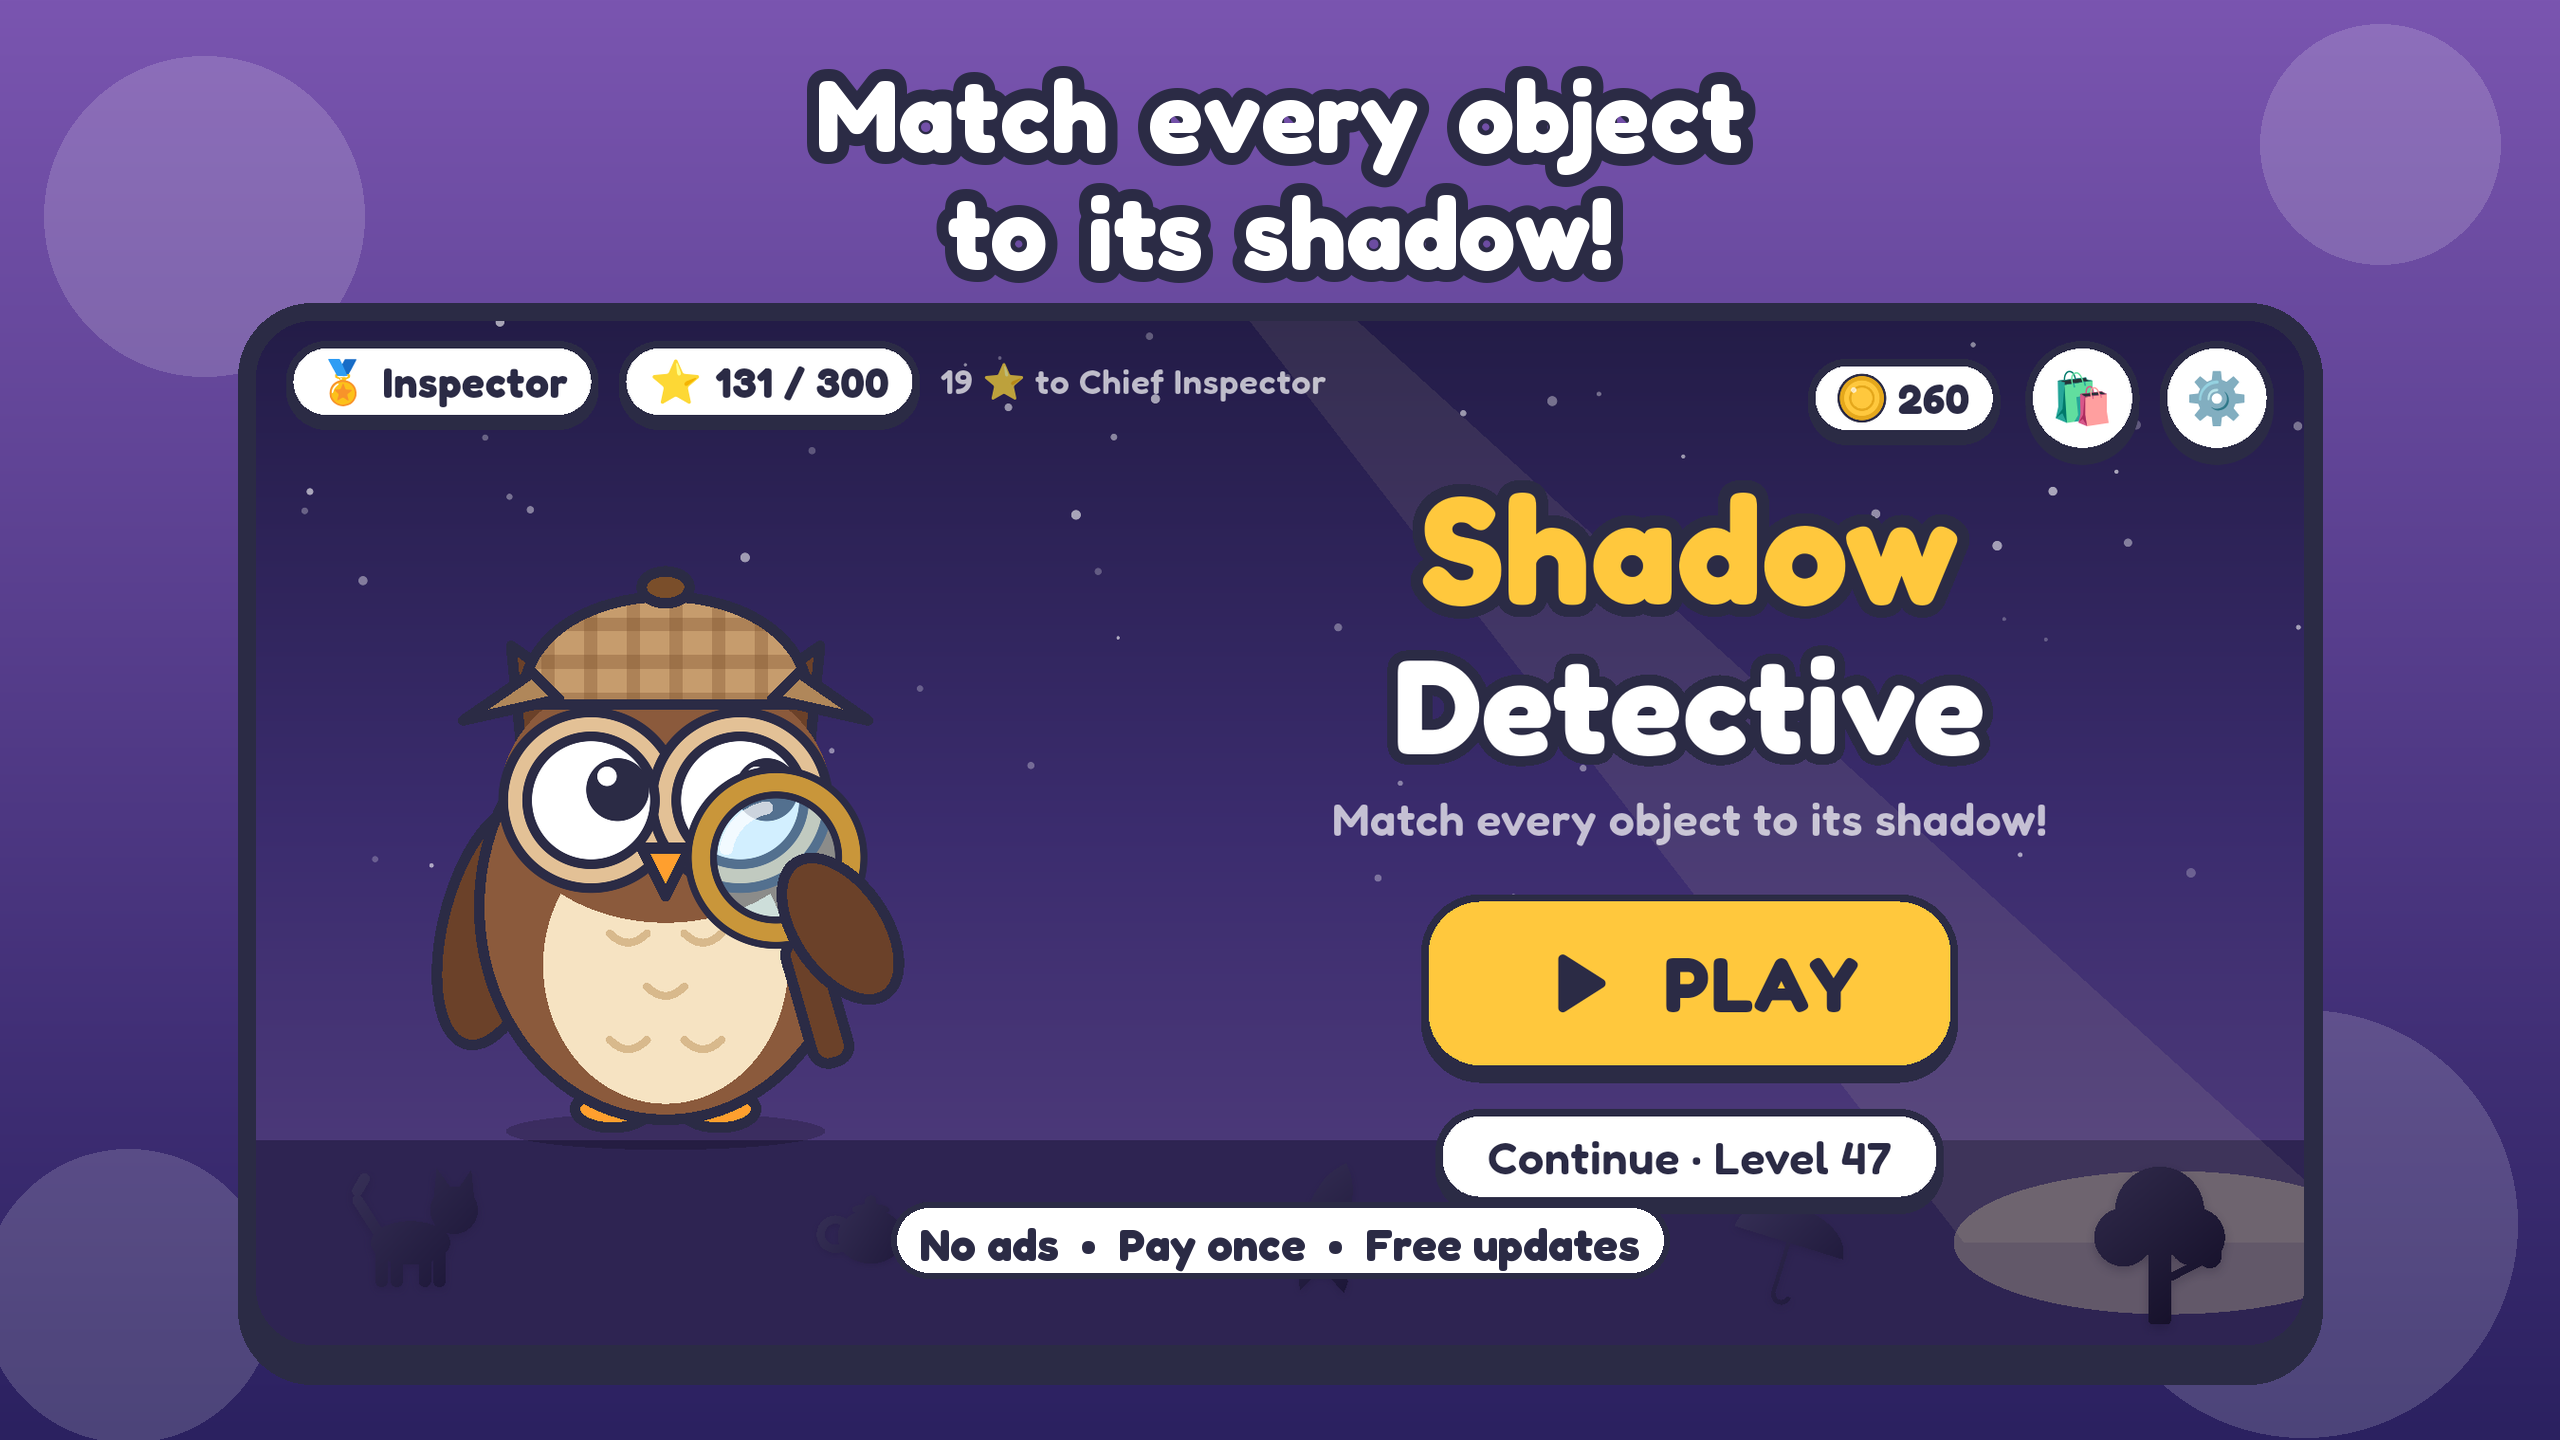 Match every object
to its shadow!
Inspector
131 / 300
19 ⭐ to Chief Inspector
260
Shadow
Detective
Match every object to its shadow!
PLAY
Continue · Level 47
No ads • Pay once • Free updates